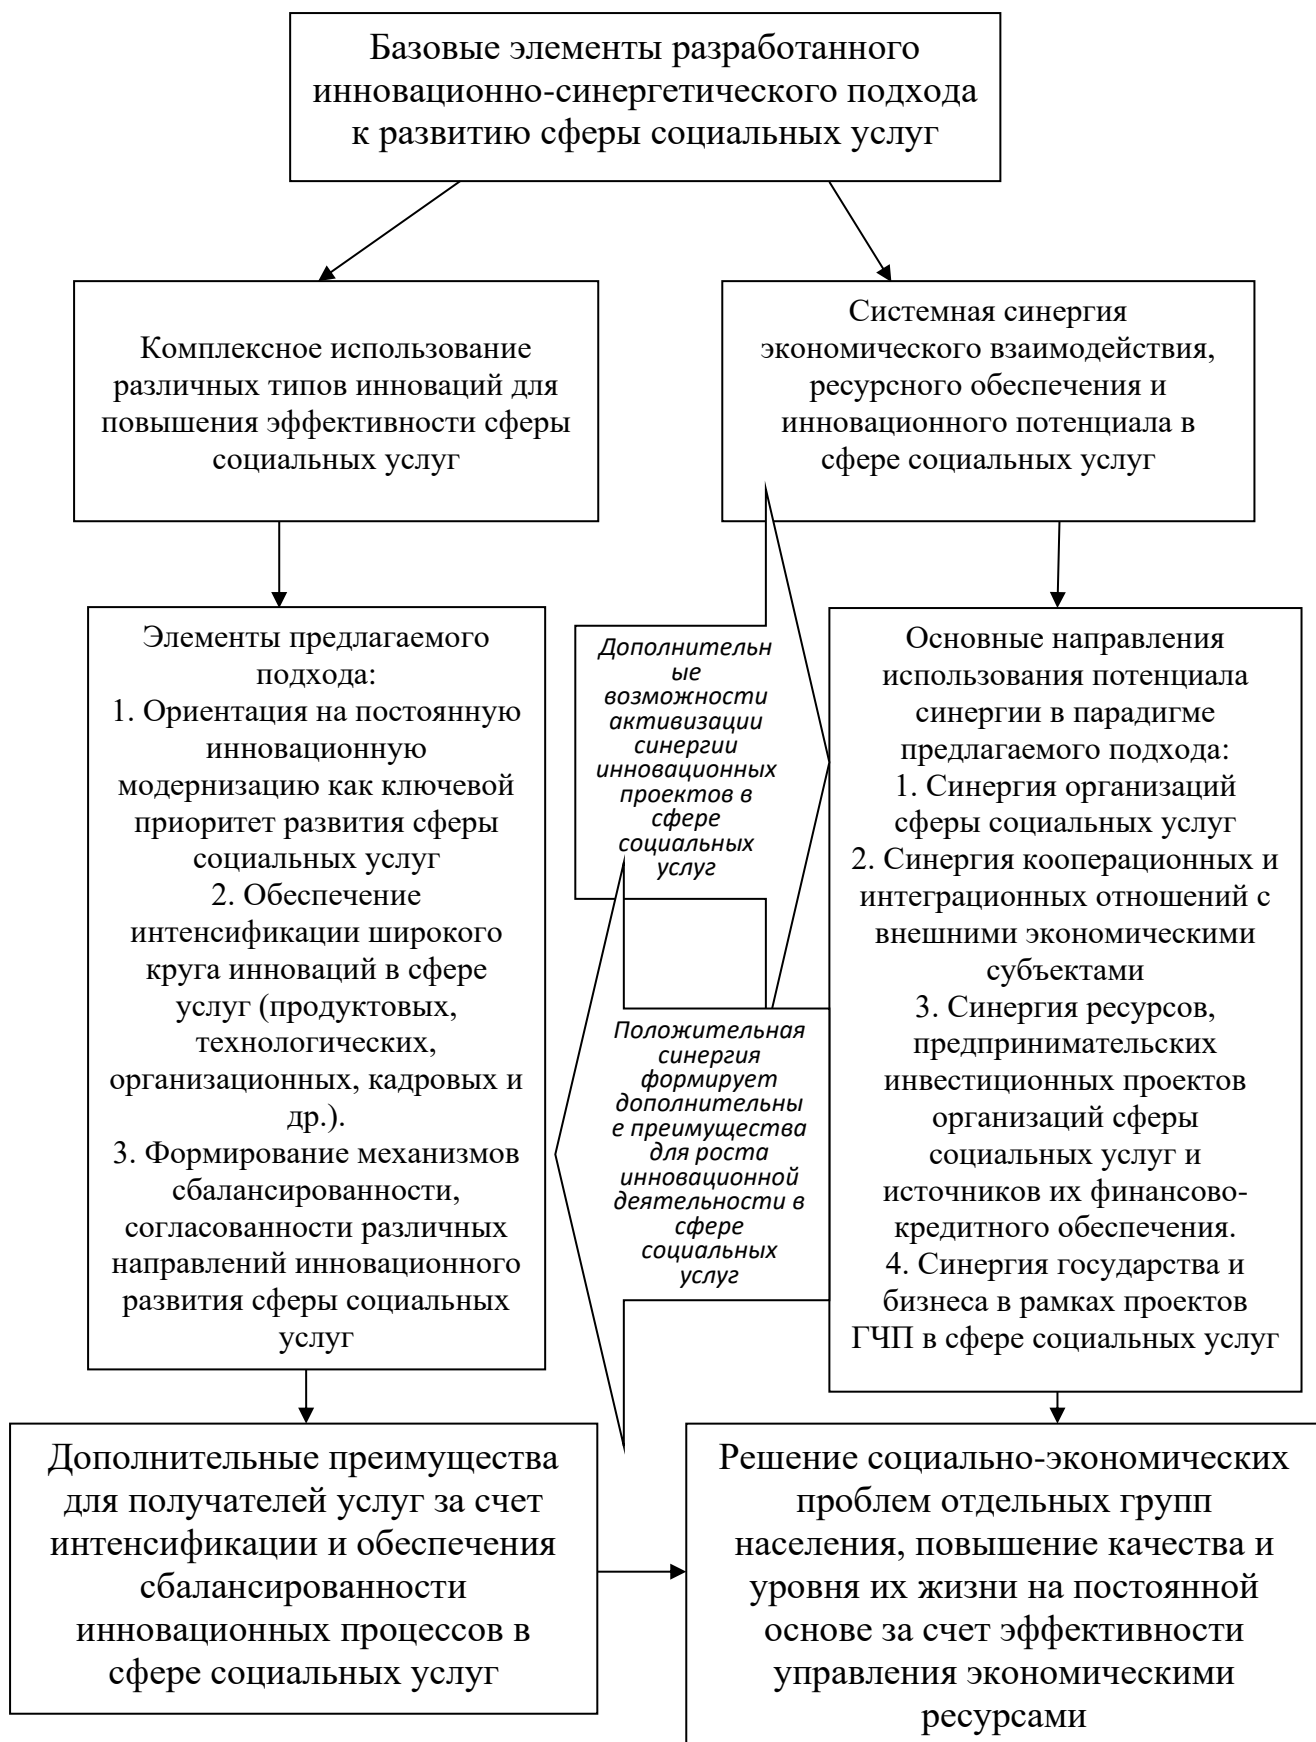 Базовые элементы разработанного
инновационно-синергетического подхода
к развитию сферы социальных услуг
Комплексное использование
различных типов инноваций для
повышения эффективности сферы
социальных услуг
Системная синергия
экономического взаимодействия,
ресурсного обеспечения и
инновационного потенциала в
сфере социальных услуг
Элементы предлагаемого
подхода:
1. Ориентация на постоянную
инновационную
модернизацию как ключевой
приоритет развития сферы
социальных услуг
2. Обеспечение
интенсификации широкого
круга инноваций в сфере
услуг (продуктовых,
технологических,
организационных, кадровых и
др.).
3. Формирование механизмов
сбалансированности,
согласованности различных
направлений инновационного
развития сферы социальных
услуг
Дополнительн
ые
возможности
активизации
синергии
инновационных
проектов в
сфере
социальных
услуг
Положительная
синергия
формирует
дополнительны
е преимущества
для роста
инновационной
деятельности в
сфере
социальных
услуг
Основные направления
использования потенциала
синергии в парадигме
предлагаемого подхода:
1. Синергия организаций
сферы социальных услуг
2. Синергия кооперационных и
интеграционных отношений с
внешними экономическими
субъектами
3. Синергия ресурсов,
предпринимательских
инвестиционных проектов
организаций сферы
социальных услуг и
источников их финансово-
кредитного обеспечения.
4. Синергия государства и
бизнеса в рамках проектов
ГЧП в сфере социальных услуг
Дополнительные преимущества
для получателей услуг за счет
интенсификации и обеспечения
сбалансированности
инновационных процессов в
сфере социальных услуг
Решение социально-экономических
проблем отдельных групп
населения, повышение качества и
уровня их жизни на постоянной
основе за счет эффективности
управления экономическими
ресурсами